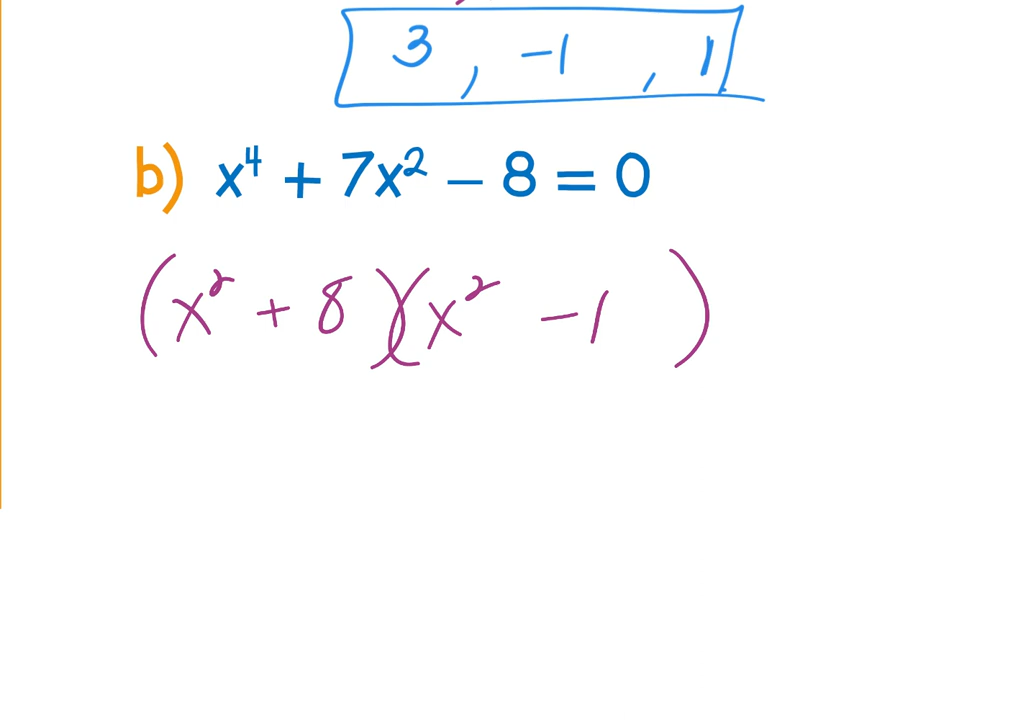 3 , -1 , 1
b) x⁴ + 7x² - 8 = 0
(x² + 8)(x² - 1)